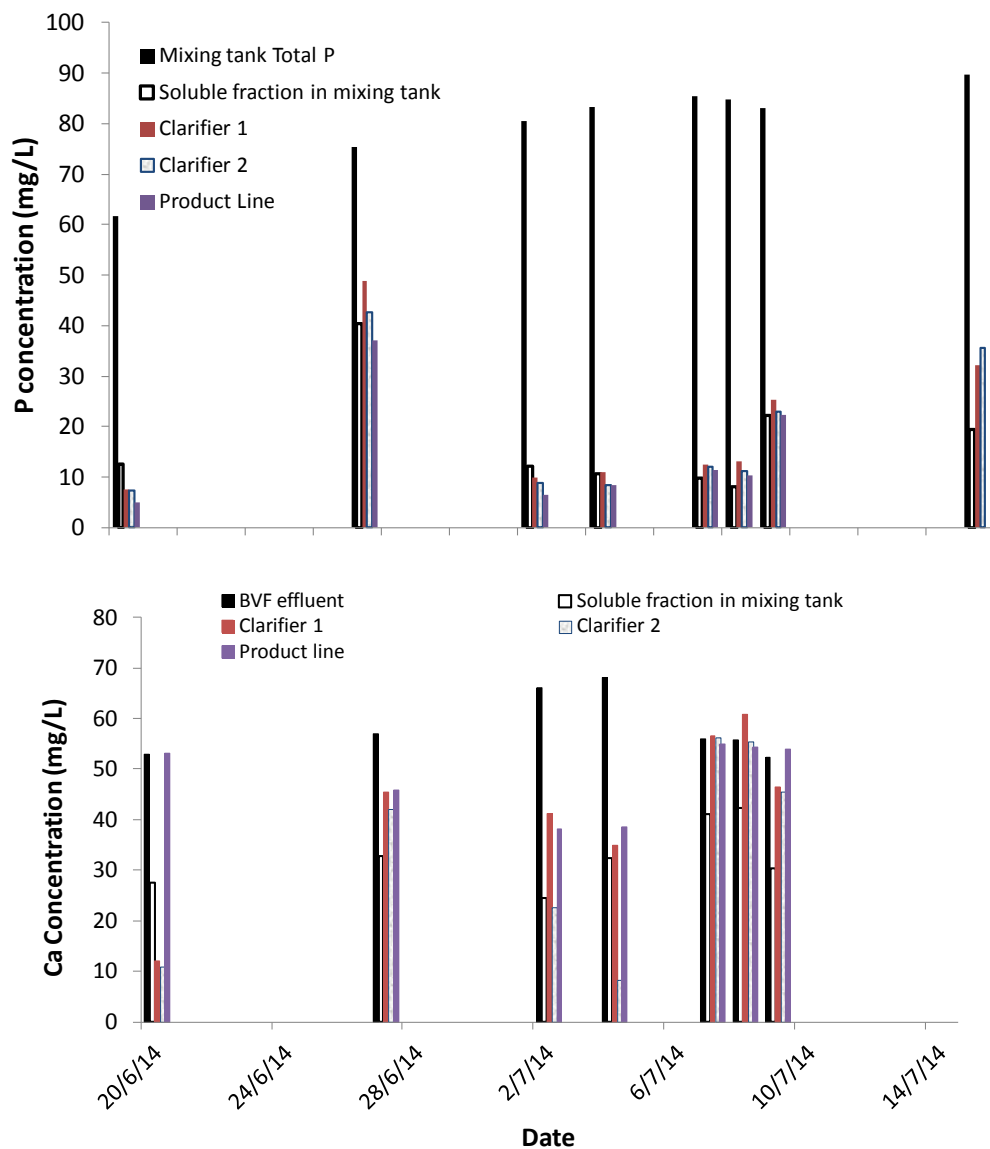 100
90
80
70
60
50
40
30
20
10
0
P concentration (mg/L)
Mixing tank Total P
Soluble fraction in mixing tank
Clarifier 1
Clarifier 2
Product Line
BVF effluent
Soluble fraction in mixing tank
Clarifier 1
Clarifier 2
Product line
80
70
60
50
40
30
20
10
0
Ca Concentration (mg/L)
20/6/14
24/6/14
28/6/14
2/7/14
6/7/14
10/7/14
14/7/14
Date